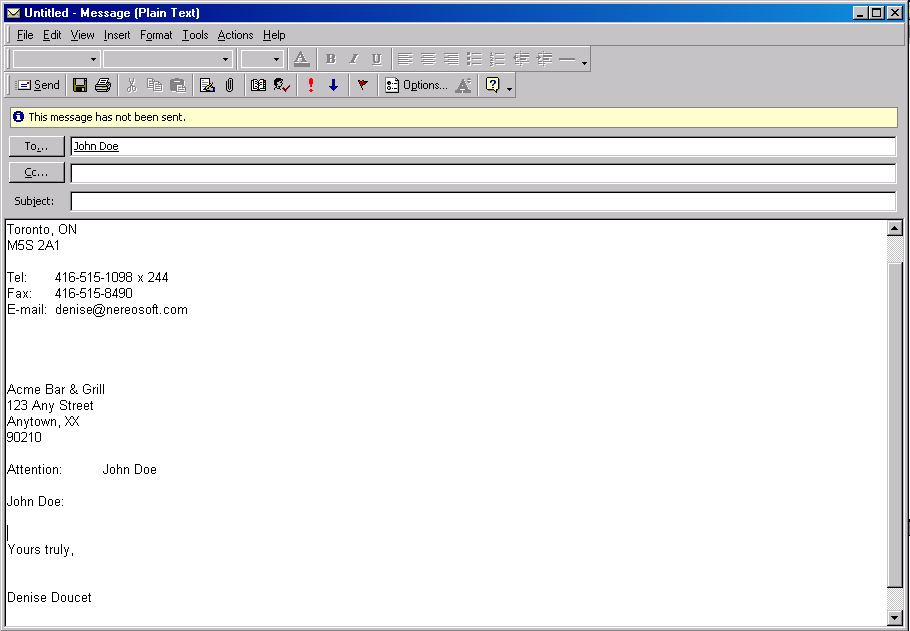 Untitled - Message (Plain Text)
File Edit View Insert Format Tools Actions Help
A B I U
Send Options...
This message has not been sent.
To... John Doe
Cc...
Subject:
Toronto, ON
M5S 2A1
Tel: 416-515-1098 x 244
Fax: 416-515-8490
E-mail: denise@nereosoft.com
Acme Bar & Grill
123 Any Street
Anytown, XX
90210
Attention: John Doe
John Doe:
Yours truly,
Denise Doucet